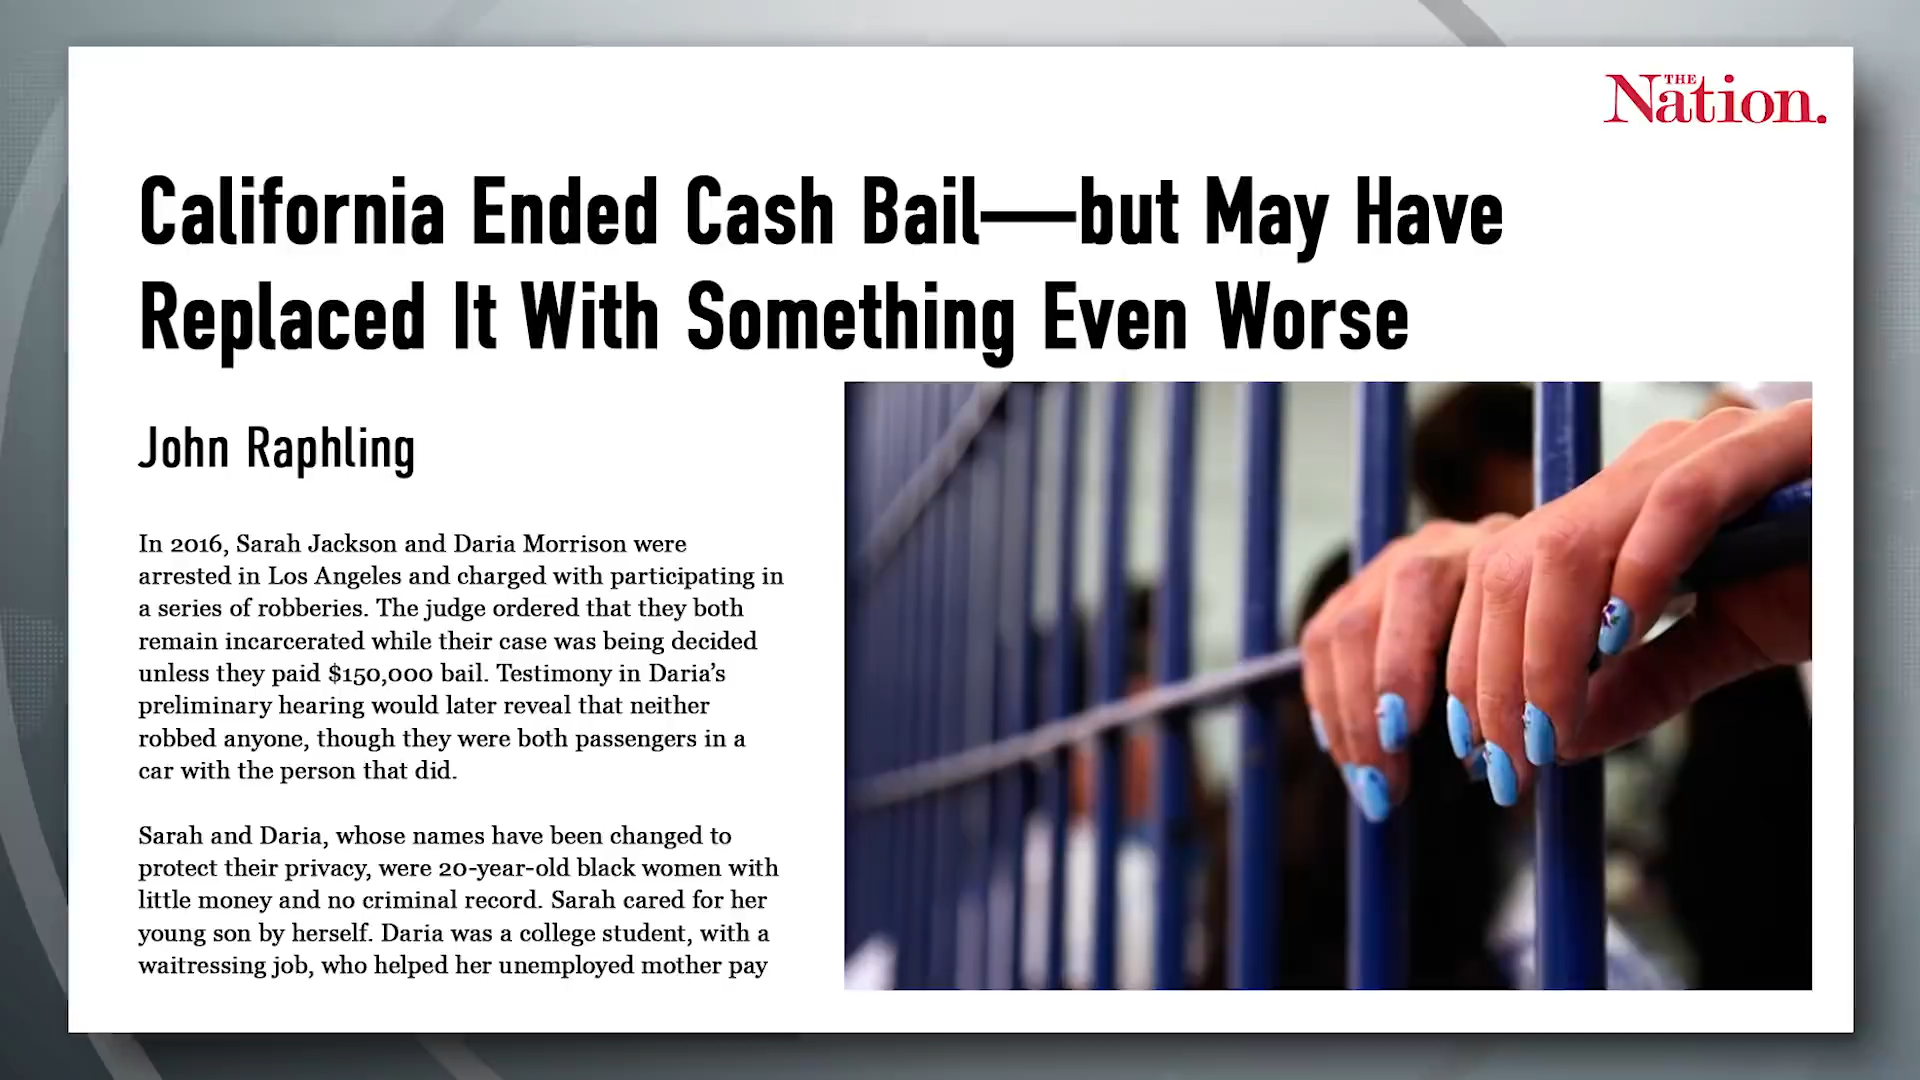 THE
Nation.
California Ended Cash Bail—but May Have
Replaced It With Something Even Worse
John Raphling
In 2016, Sarah Jackson and Daria Morrison were
arrested in Los Angeles and charged with participating in
a series of robberies. The judge ordered that they both
remain incarcerated while their case was being decided
unless they paid $150,000 bail. Testimony in Daria’s
preliminary hearing would later reveal that neither
robbed anyone, though they were both passengers in a
car with the person that did.
Sarah and Daria, whose names have been changed to
protect their privacy, were 20-year-old black women with
little money and no criminal record. Sarah cared for her
young son by herself. Daria was a college student, with a
waitressing job, who helped her unemployed mother pay